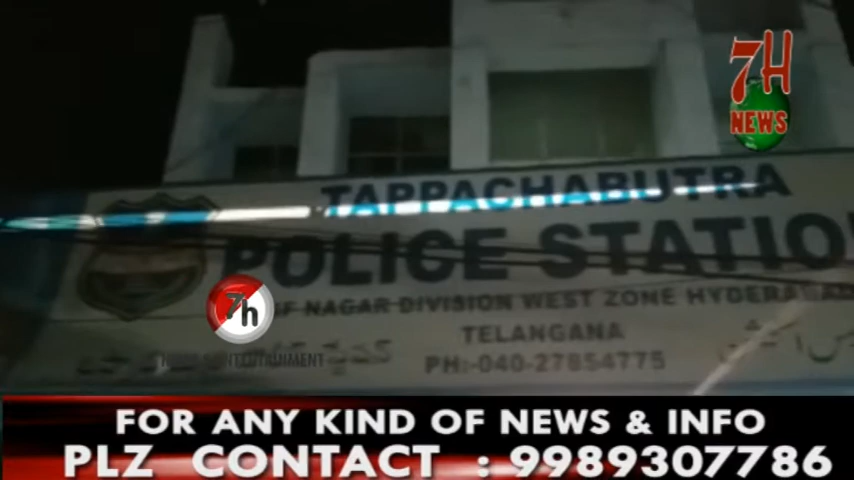 7H
NEWS
TAPPACHABUTRA
POLICE STATIO
7h
F NAGAR DIVISION WEST ZONE HYDERABAD
TELANGANA
PH:-040-27854775
FOR ANY KIND OF NEWS & INFO
PLZ CONTACT : 9989307786